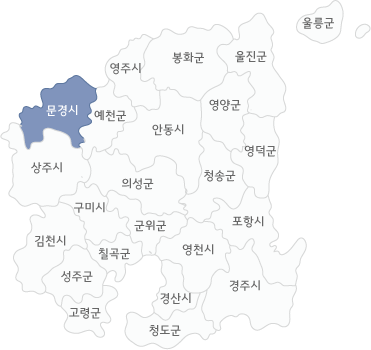 울릉군
봉화군
울진군
영주시
문경시
예천군
영양군
안동시
영덕군
상주시
의성군
청송군
구미시
군위군
포항시
김천시
칠곡군
영천시
성주군
경주시
경산시
고령군
청도군